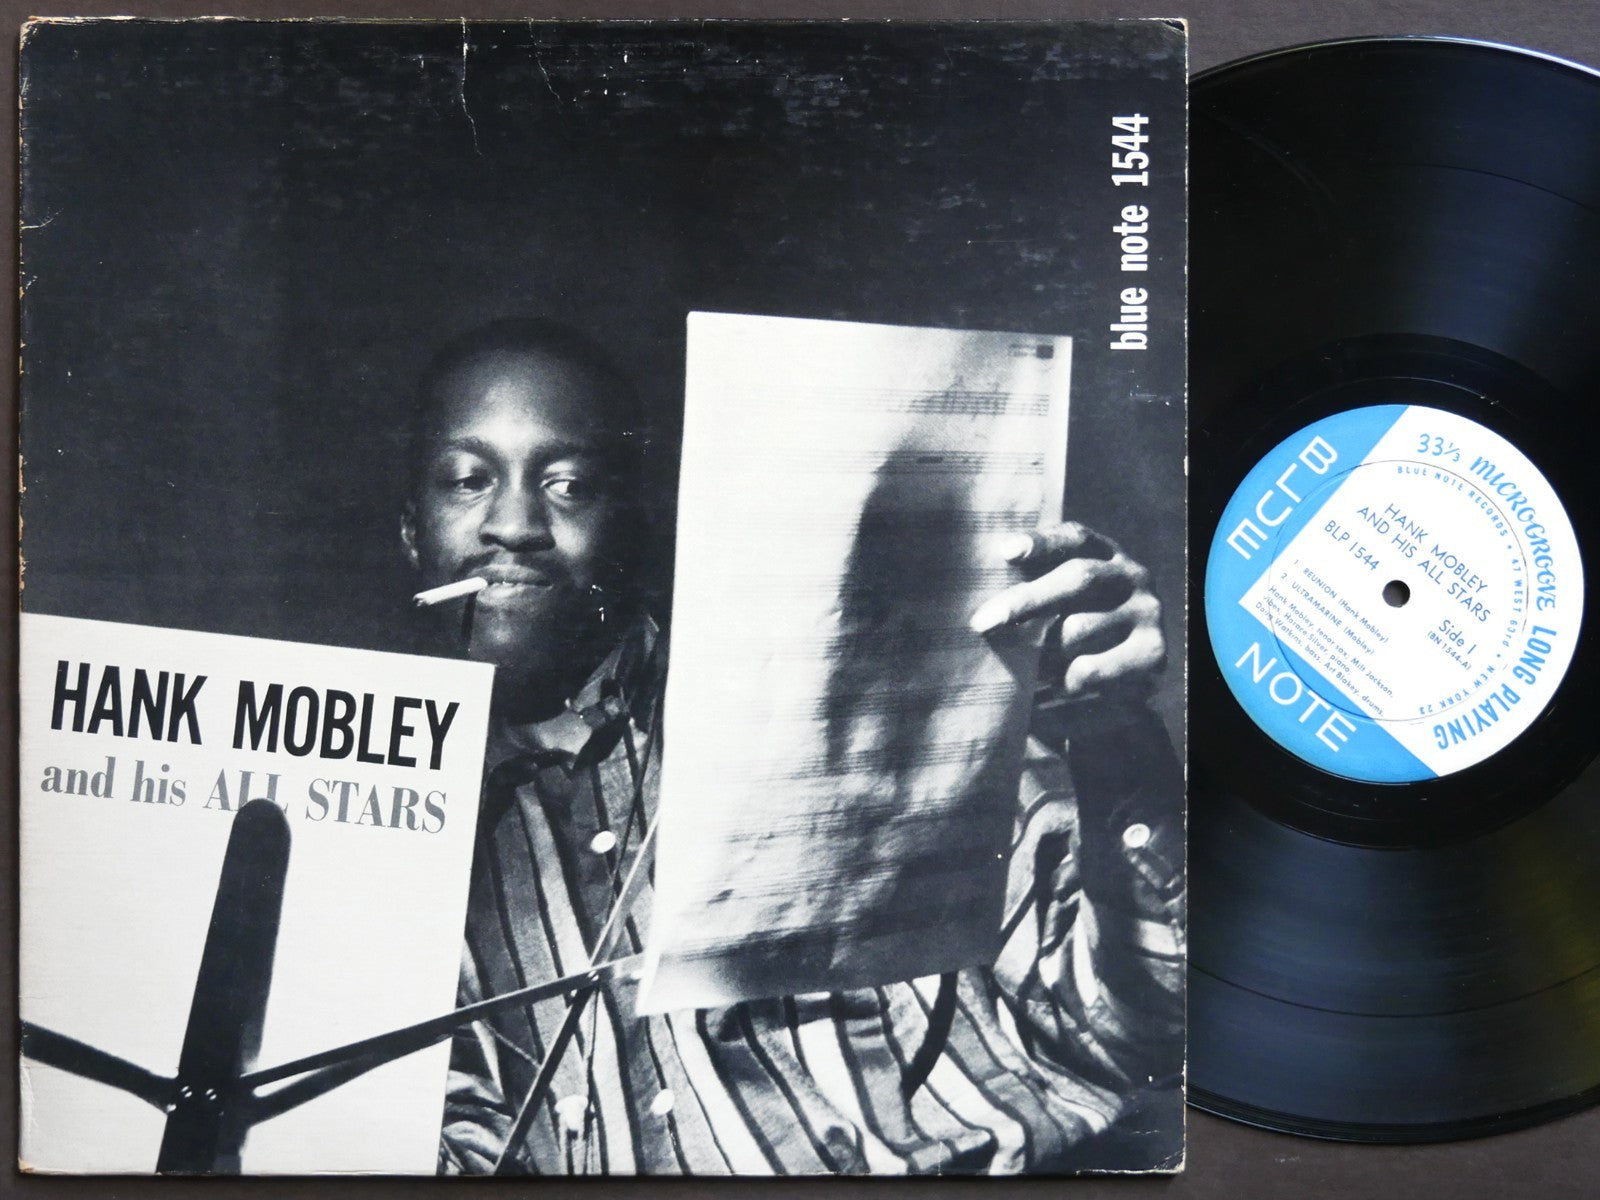 blue note 1544
HANK MOBLEY
and his ALL STARS
33⅓ MICROGROOVE LONG PLAYING
BLUE NOTE RECORDS • 47 WEST 63rd • NEW YORK 23
BLUE
NOTE
HANK MOBLEY
AND HIS ALL STARS
BLP 1544
Side 1
(BN 1544-A)
1. REUNION (Hank Mobley)
2. ULTRAMARINE (Mobley)
Hank Mobley, tenor sax, Milt Jackson,
vibes, Horace Silver, piano,
Doug Watkins, bass, Art Blakey, drums